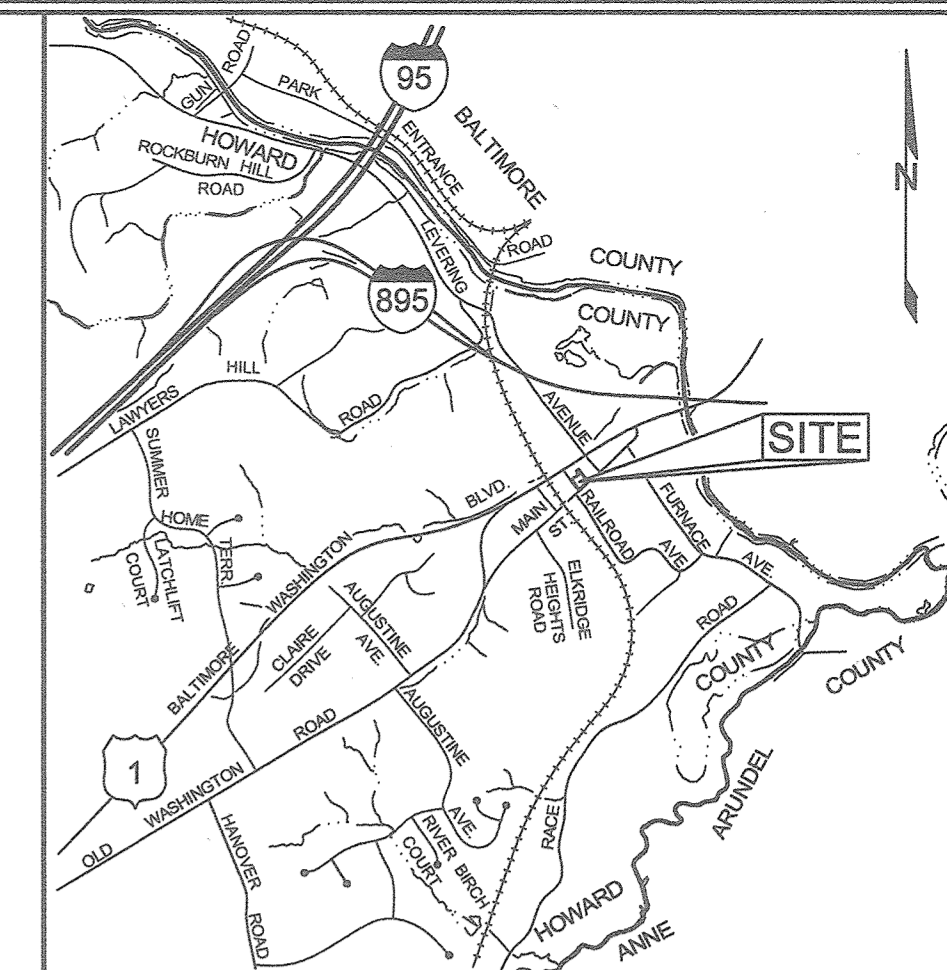 ROAD
GUN
PARK
95
BALTIMORE
ENTRANCE
HOWARD
ROCKBURN HILL
ROAD
N
LEVERING
ROAD
COUNTY
895
COUNTY
HILL
LAWYERS
ROAD
AVENUE
SITE
SUMMER
HOME
TERR.
LATCHLIFT
COURT
BLVD.
WASHINGTON
BALTIMORE
MAIN
ST
RAILROAD
AVE
FURNACE
AVE.
AUGUSTINE
AVE.
CLAIRE
DRIVE
ELKRIDGE
HEIGHTS
ROAD
ROAD
COUNTY
COUNTY
1
ROAD
WASHINGTON
OLD
AUGUSTINE
AVE.
HANOVER
ROAD
RIVER BIRCH
COURT
RACE
ARUNDEL
HOWARD
ANNE